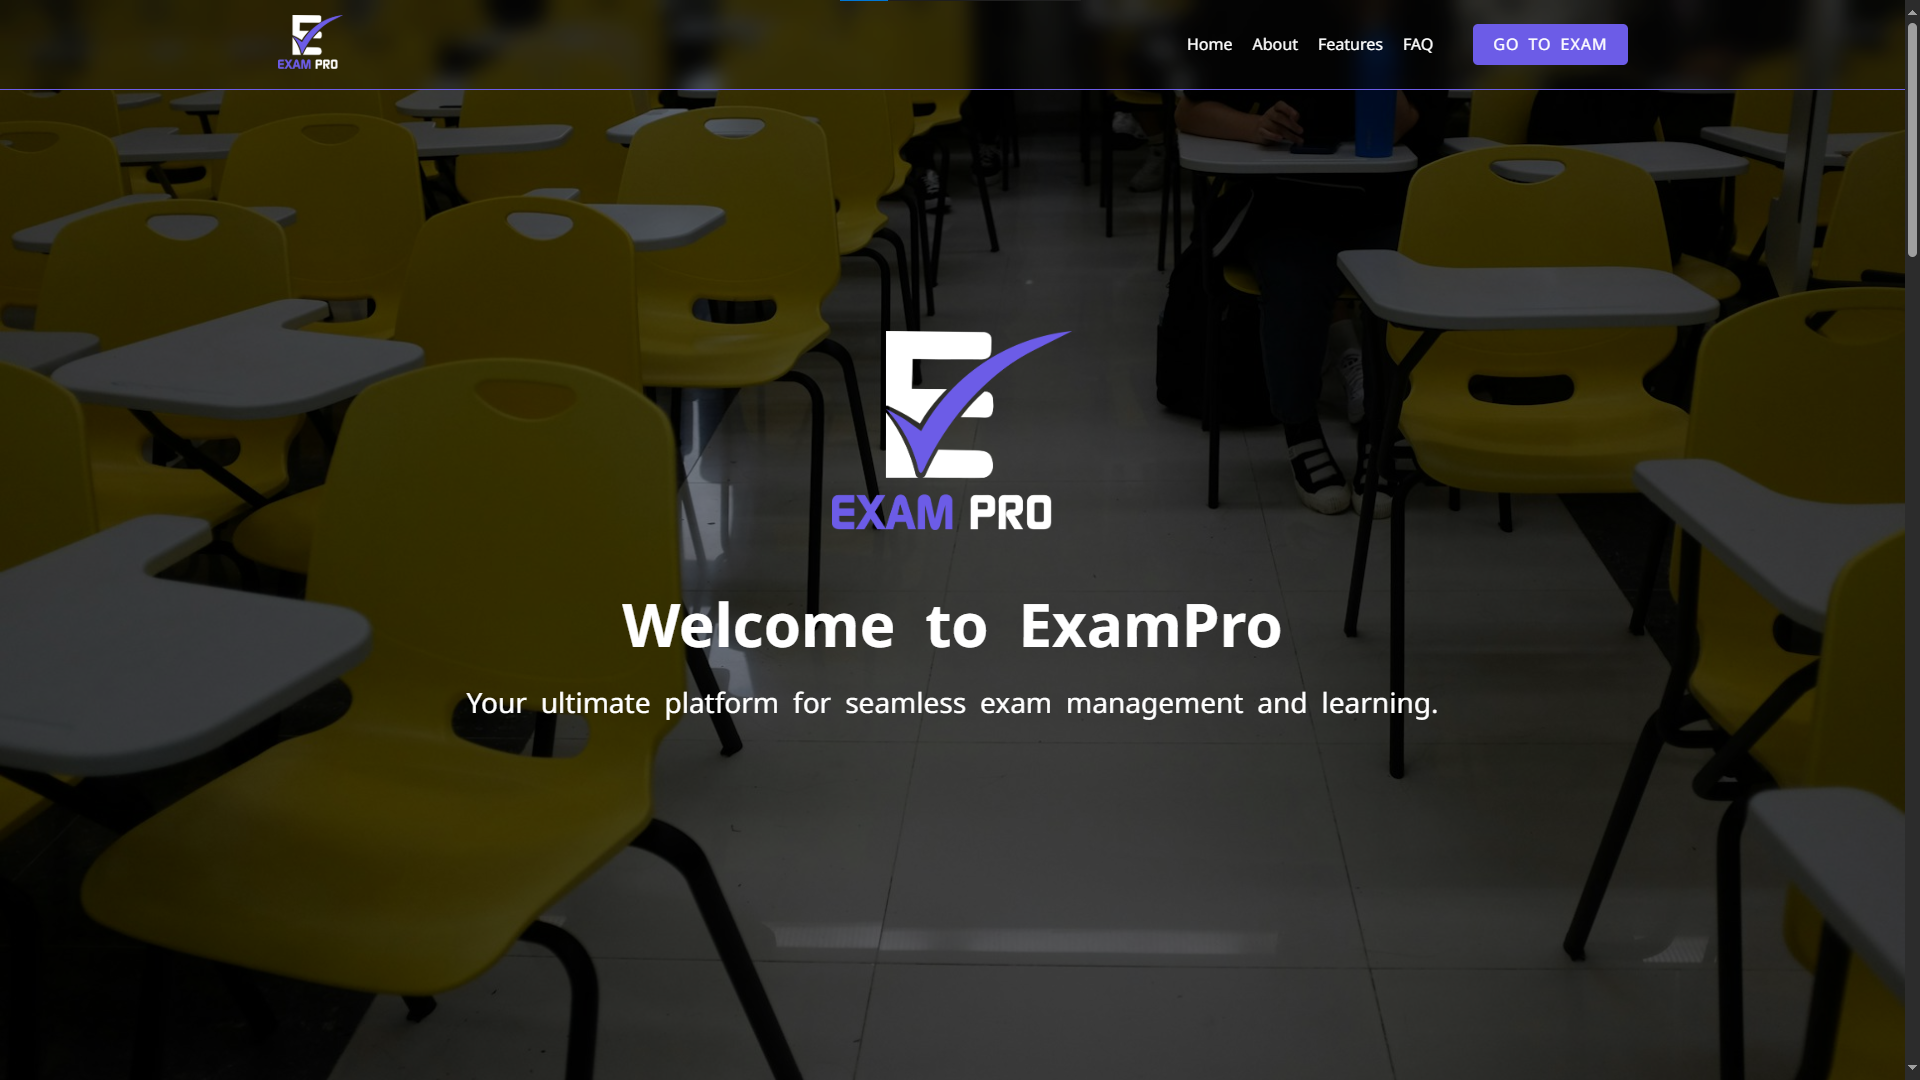 EXAM PRO
Home About Features FAQ GO TO EXAM
EXAM PRO
Welcome to ExamPro
Your ultimate platform for seamless exam management and learning.